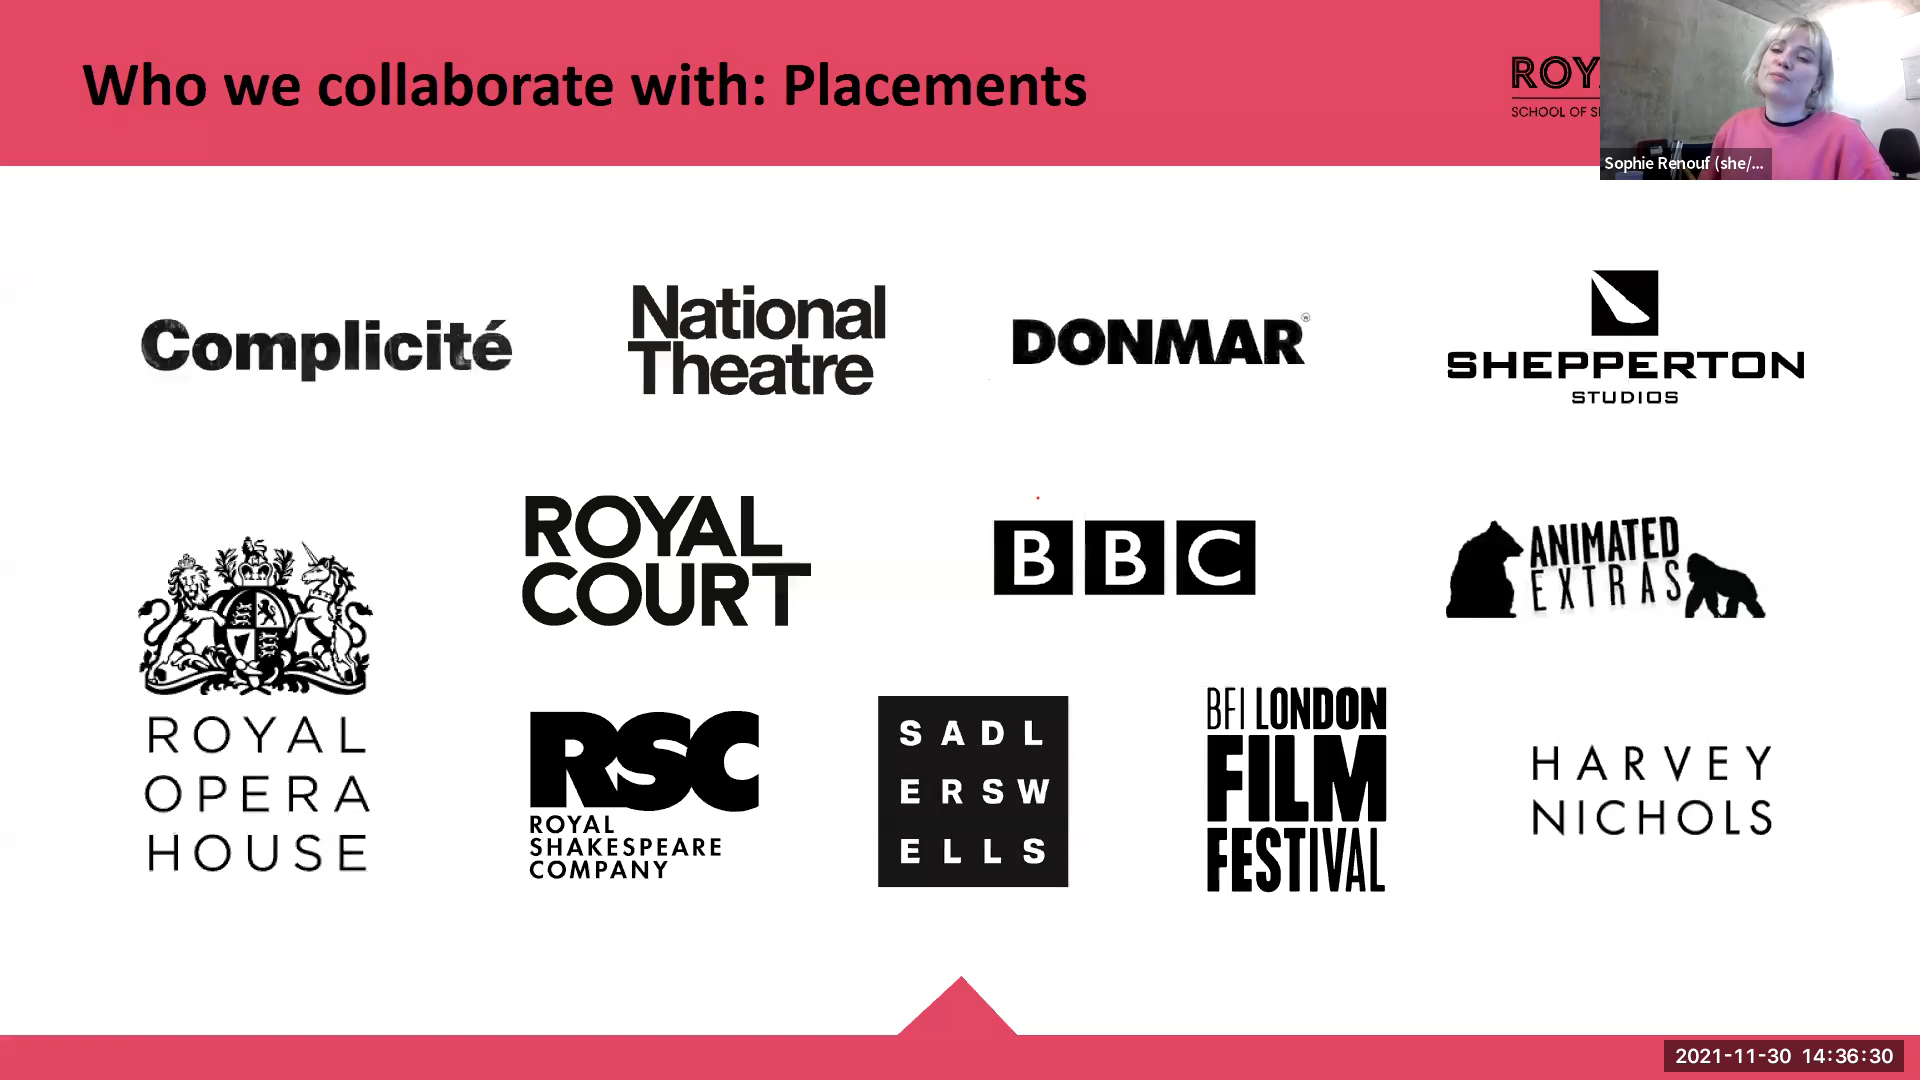 Who we collaborate with: Placements
ROY
SCHOOL OF S
Sophie Renouf (she/...
Complicité
National
Theatre
DONMAR
SHEPPERTON
STUDIOS
ROYAL
COURT
BBC
ANIMATED
EXTRAS
ROYAL
OPERA
HOUSE
RSC
ROYAL
SHAKESPEARE
COMPANY
SADL
ERSW
ELLS
BFI LONDON
FILM
FESTIVAL
HARVEY
NICHOLS
2021-11-30 14:36:30